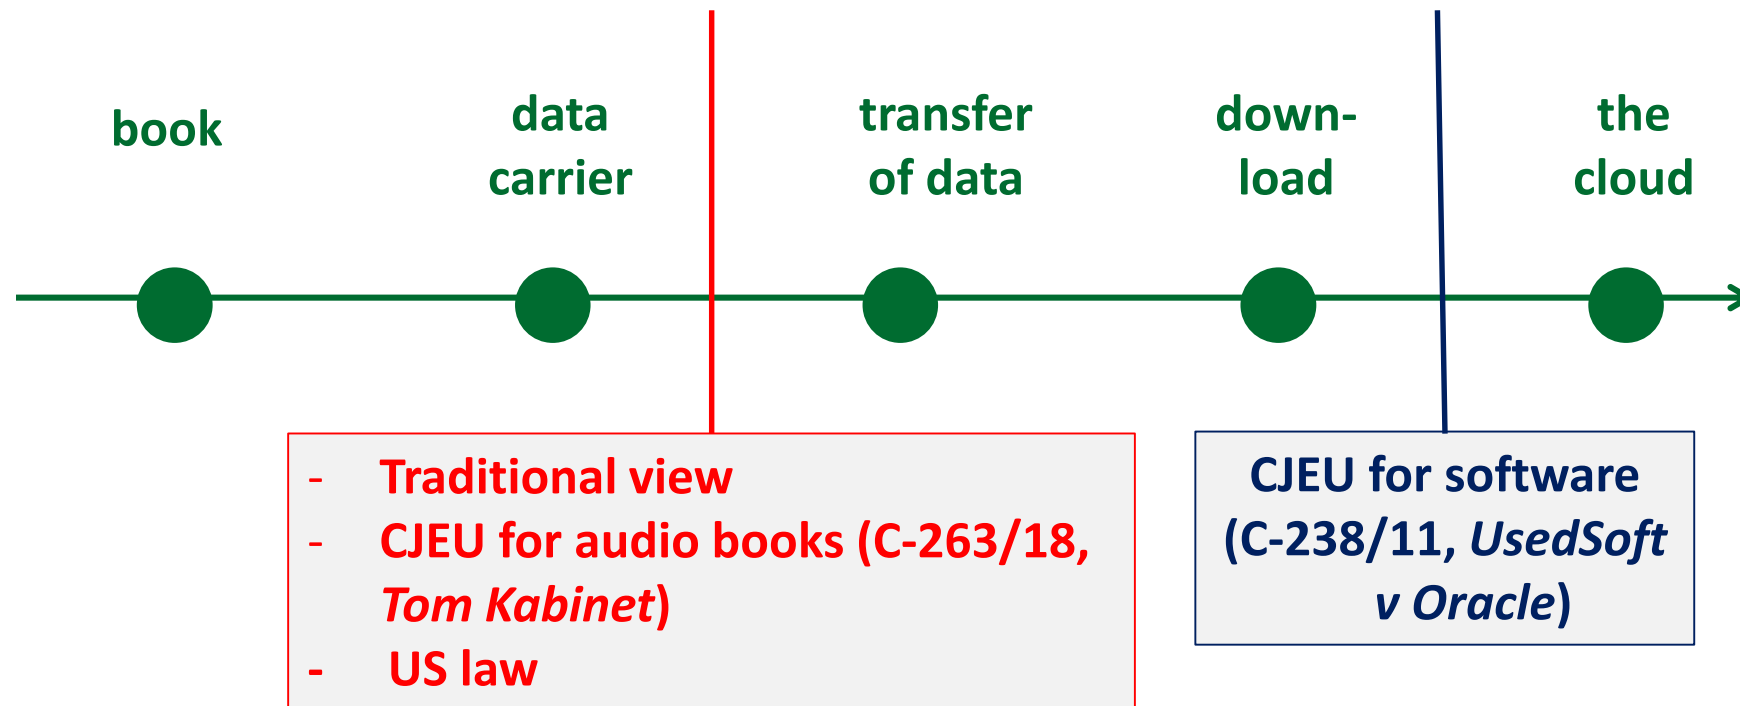 book
data
carrier
transfer
of data
down-
load
the
cloud
- Traditional view
- CJEU for audio books (C-263/18,
Tom Kabinet)
- US law
CJEU for software
(C-238/11, UsedSoft
v Oracle)